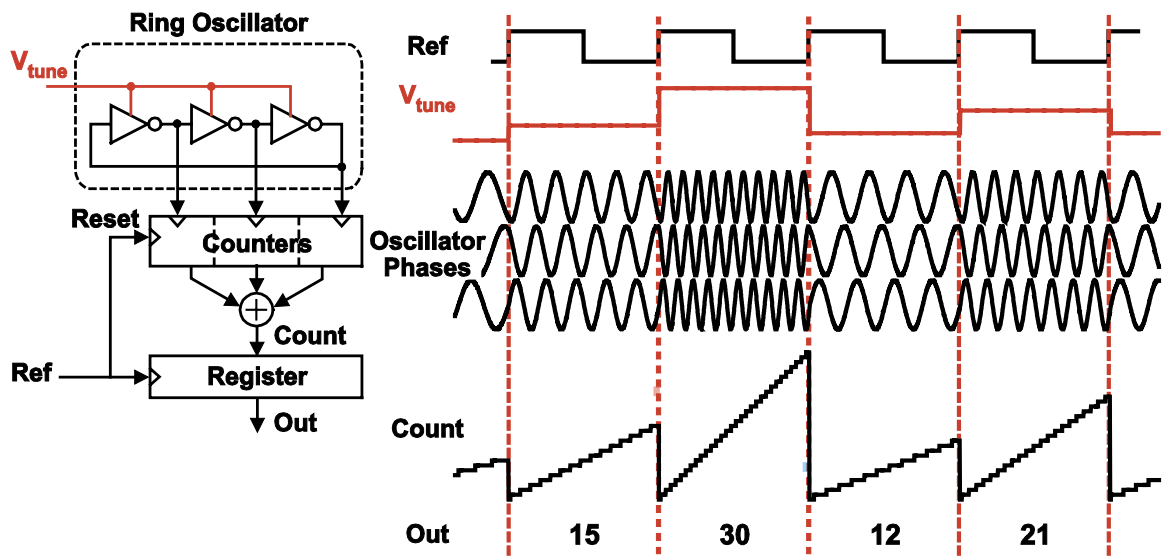 Ring Oscillator
Vtune
Reset
Counters
Count
Ref
Register
Out
Ref
Vtune
Oscillator
Phases
Count
Out 15 30 12 21